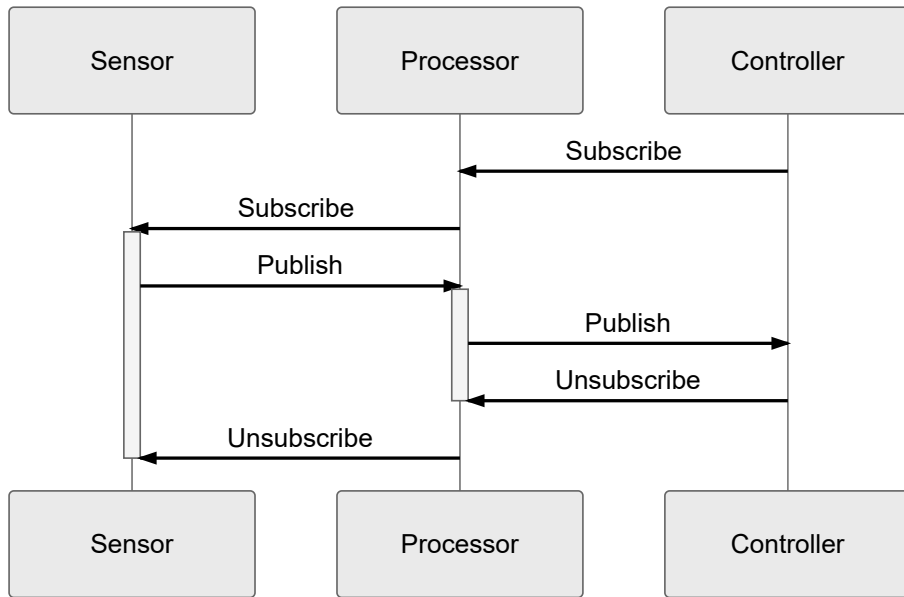 Sensor
Processor
Controller
Subscribe
Subscribe
Publish
Publish
Unsubscribe
Unsubscribe
Sensor
Processor
Controller